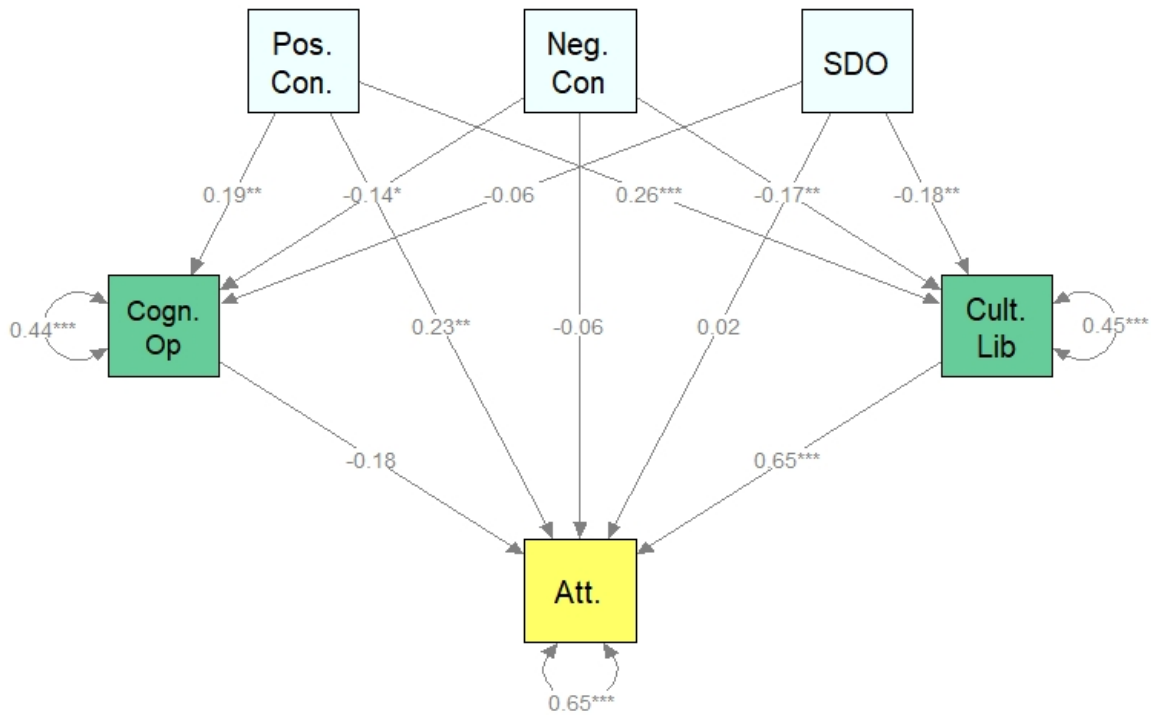 Pos.
Con.
Neg.
Con
SDO
0.19**
-0.14*
-0.06
0.26***
-0.17**
-0.18**
Cogn.
Op
Cult.
Lib
0.44***
0.23**
-0.06
0.02
0.45***
-0.18
0.65***
Att.
0.65***